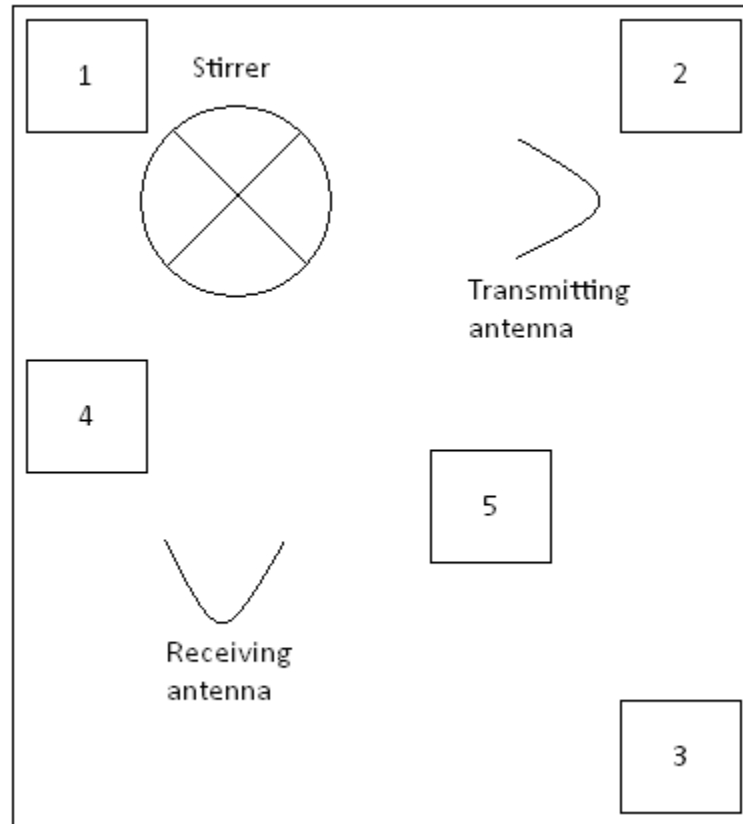 1
Stirrer
2
Transmitting
antenna
4
5
Receiving
antenna
3